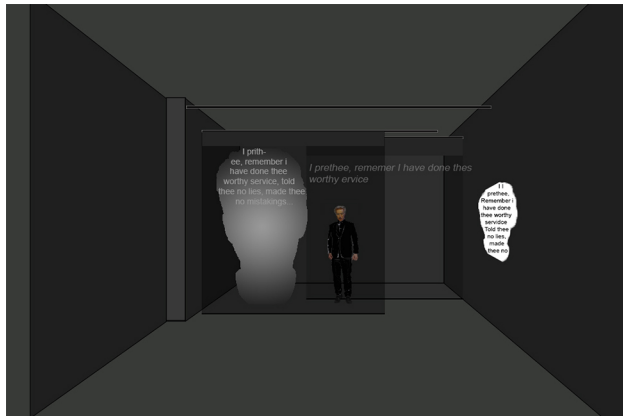 I prith-
ee, remember i
have done thee
worthy service, told
thee no lies, made thee
no mistakings...
I prethee, rememer I have done thes
worthy ervice
I I
prethee.
Remember i
have done
thee worthy
servidce
Told thee
no lies,
made
thee no